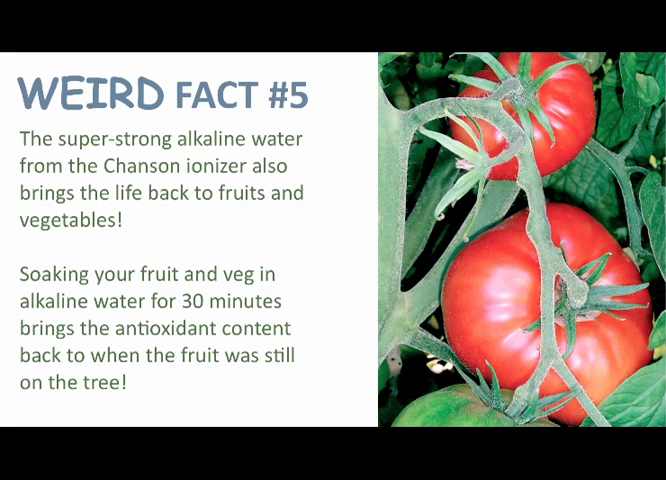 WEIRD FACT #5
The super-strong alkaline water
from the Chanson ionizer also
brings the life back to fruits and
vegetables!
Soaking your fruit and veg in
alkaline water for 30 minutes
brings the antioxidant content
back to when the fruit was still
on the tree!